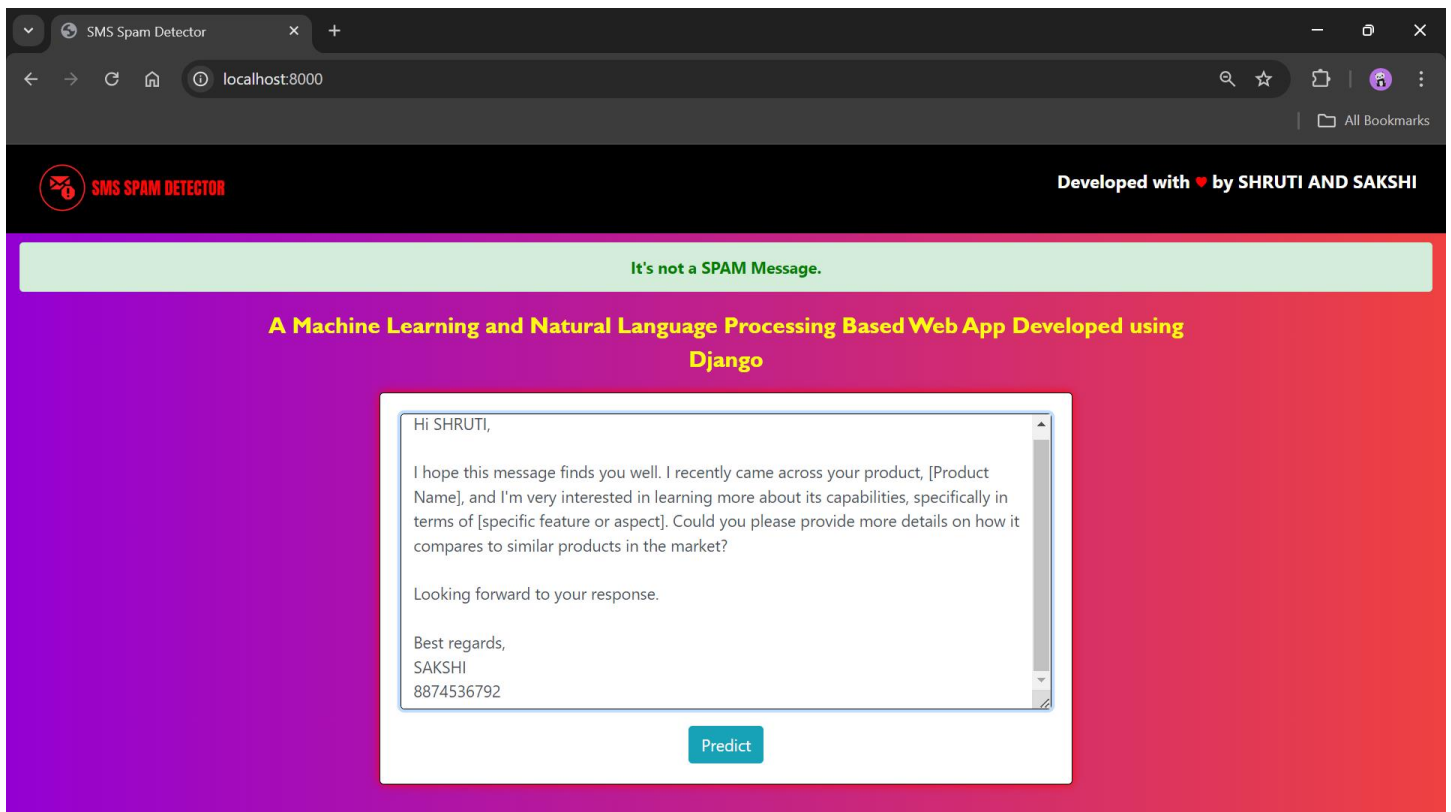 SMS Spam Detector
localhost:8000
All Bookmarks
SMS SPAM DETECTOR
Developed with ♥ by SHRUTI AND SAKSHI
It's not a SPAM Message.
A Machine Learning and Natural Language Processing Based Web App Developed using
Django
Hi SHRUTI,
I hope this message finds you well. I recently came across your product, [Product
Name], and I'm very interested in learning more about its capabilities, specifically in
terms of [specific feature or aspect]. Could you please provide more details on how it
compares to similar products in the market?
Looking forward to your response.
Best regards,
SAKSHI
8874536792
Predict